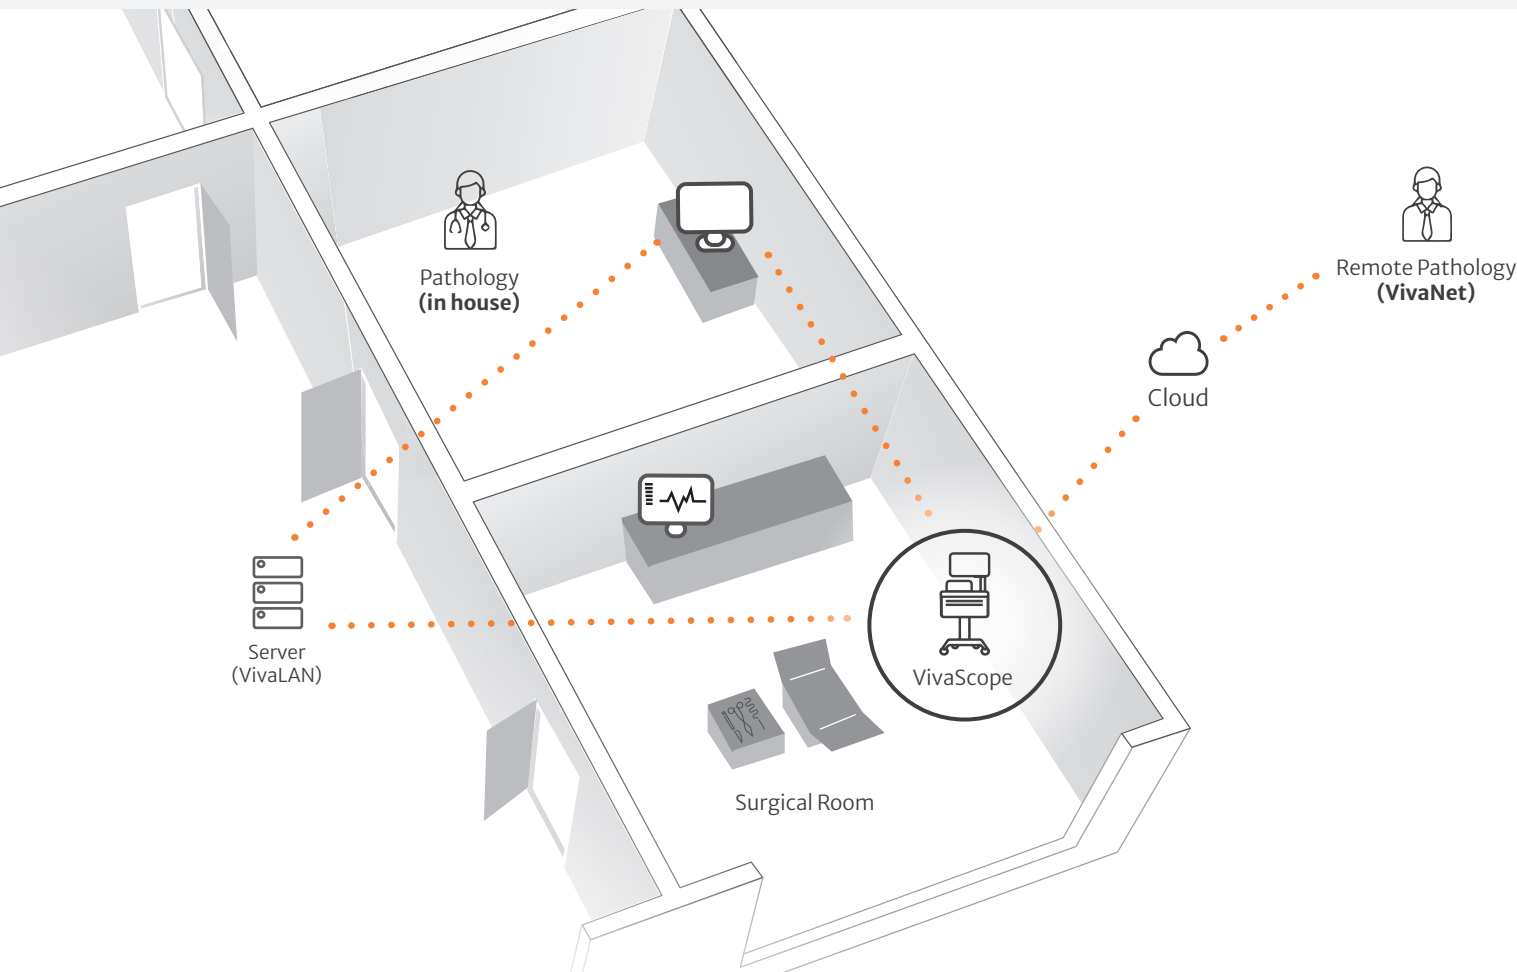 Pathology
(in house)
Remote Pathology
(VivaNet)
Cloud
Server
(VivaLAN)
VivaScope
Surgical Room